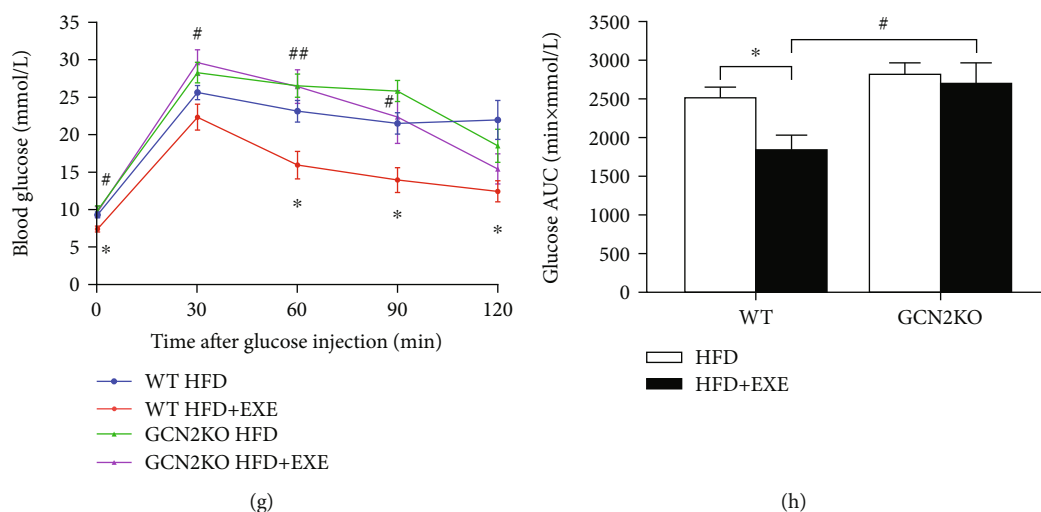 35
30
25
20
15
10
5
0
Blood glucose (mmol/L)
#
*
#
##
*
#
*
*
0 30 60 90 120
Time after glucose injection (min)
WT HFD
WT HFD+EXE
GCN2KO HFD
GCN2KO HFD+EXE
(g)
3500
3000
2500
2000
1500
1000
500
0
Glucose AUC (min×mmol/L)
*
#
WT GCN2KO
HFD
HFD+EXE
(h)